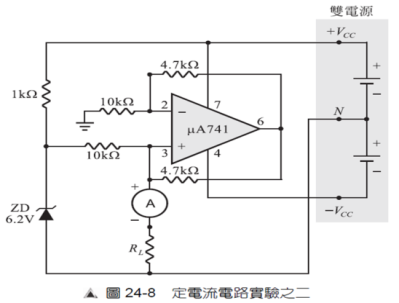 雙電源
+VCC
4.7kΩ
1kΩ
10kΩ
2
7
−
+
μA741
6
N
10kΩ
3
+
4
4.7kΩ
+
−
ZD
6.2V
+
A
−
−VCC
RL
▲ 圖 24-8 定電流電路實驗之二